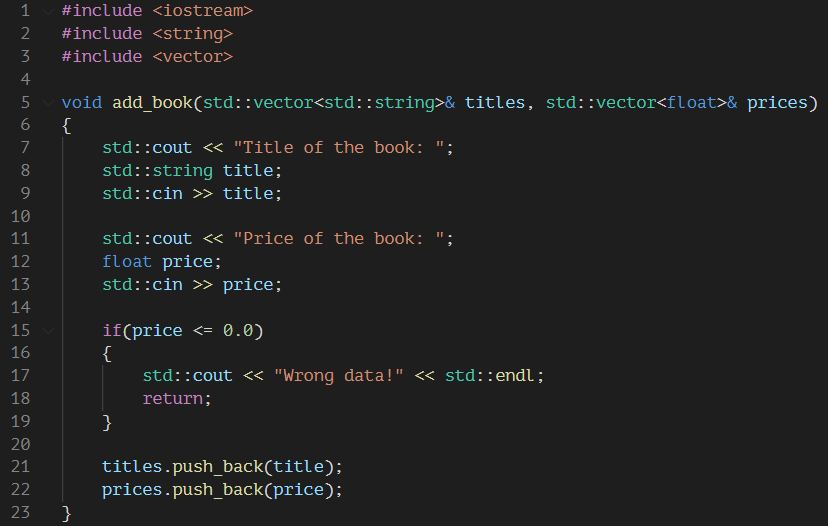 1 #include <iostream>
2 #include <string>
3 #include <vector>
4
5 void add_book(std::vector<std::string>& titles, std::vector<float>& prices)
6 {
7     std::cout << "Title of the book: ";
8     std::string title;
9     std::cin >> title;
10
11     std::cout << "Price of the book: ";
12     float price;
13     std::cin >> price;
14
15     if(price <= 0.0)
16     {
17         std::cout << "Wrong data!" << std::endl;
18         return;
19     }
20
21     titles.push_back(title);
22     prices.push_back(price);
23 }